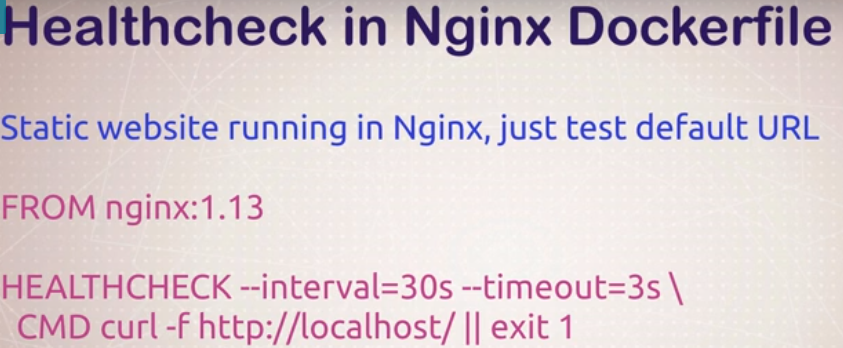 Healthcheck in Nginx Dockerfile
Static website running in Nginx, just test default URL
FROM nginx:1.13
HEALTHCHECK --interval=30s --timeout=3s \
CMD curl -f http://localhost/ || exit 1